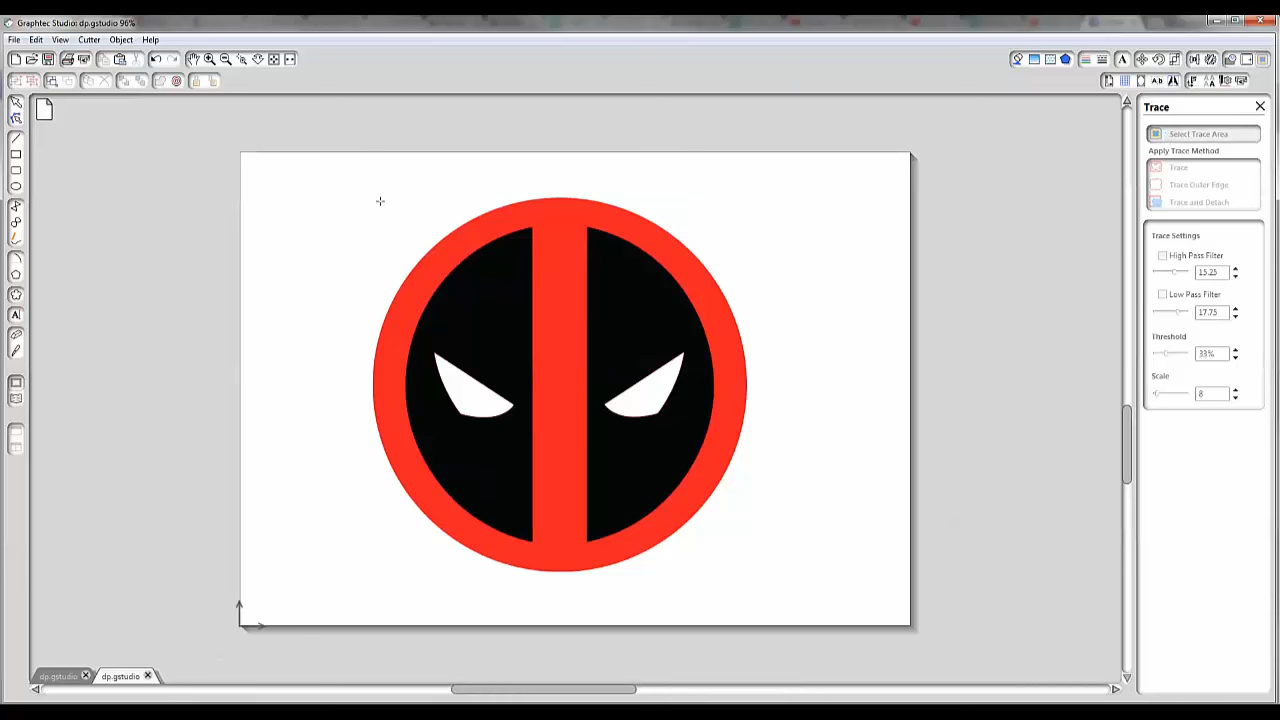 Graphtec Studio: dp.gstudio 96%
File Edit View Cutter Object Help
Trace
Select Trace Area
Apply Trace Method
Trace
Trace Outer Edge
Trace and Detach
Trace Settings
High Pass Filter
15.25
Low Pass Filter
17.75
Threshold
33%
Scale
8
dp.gstudio dp.gstudio